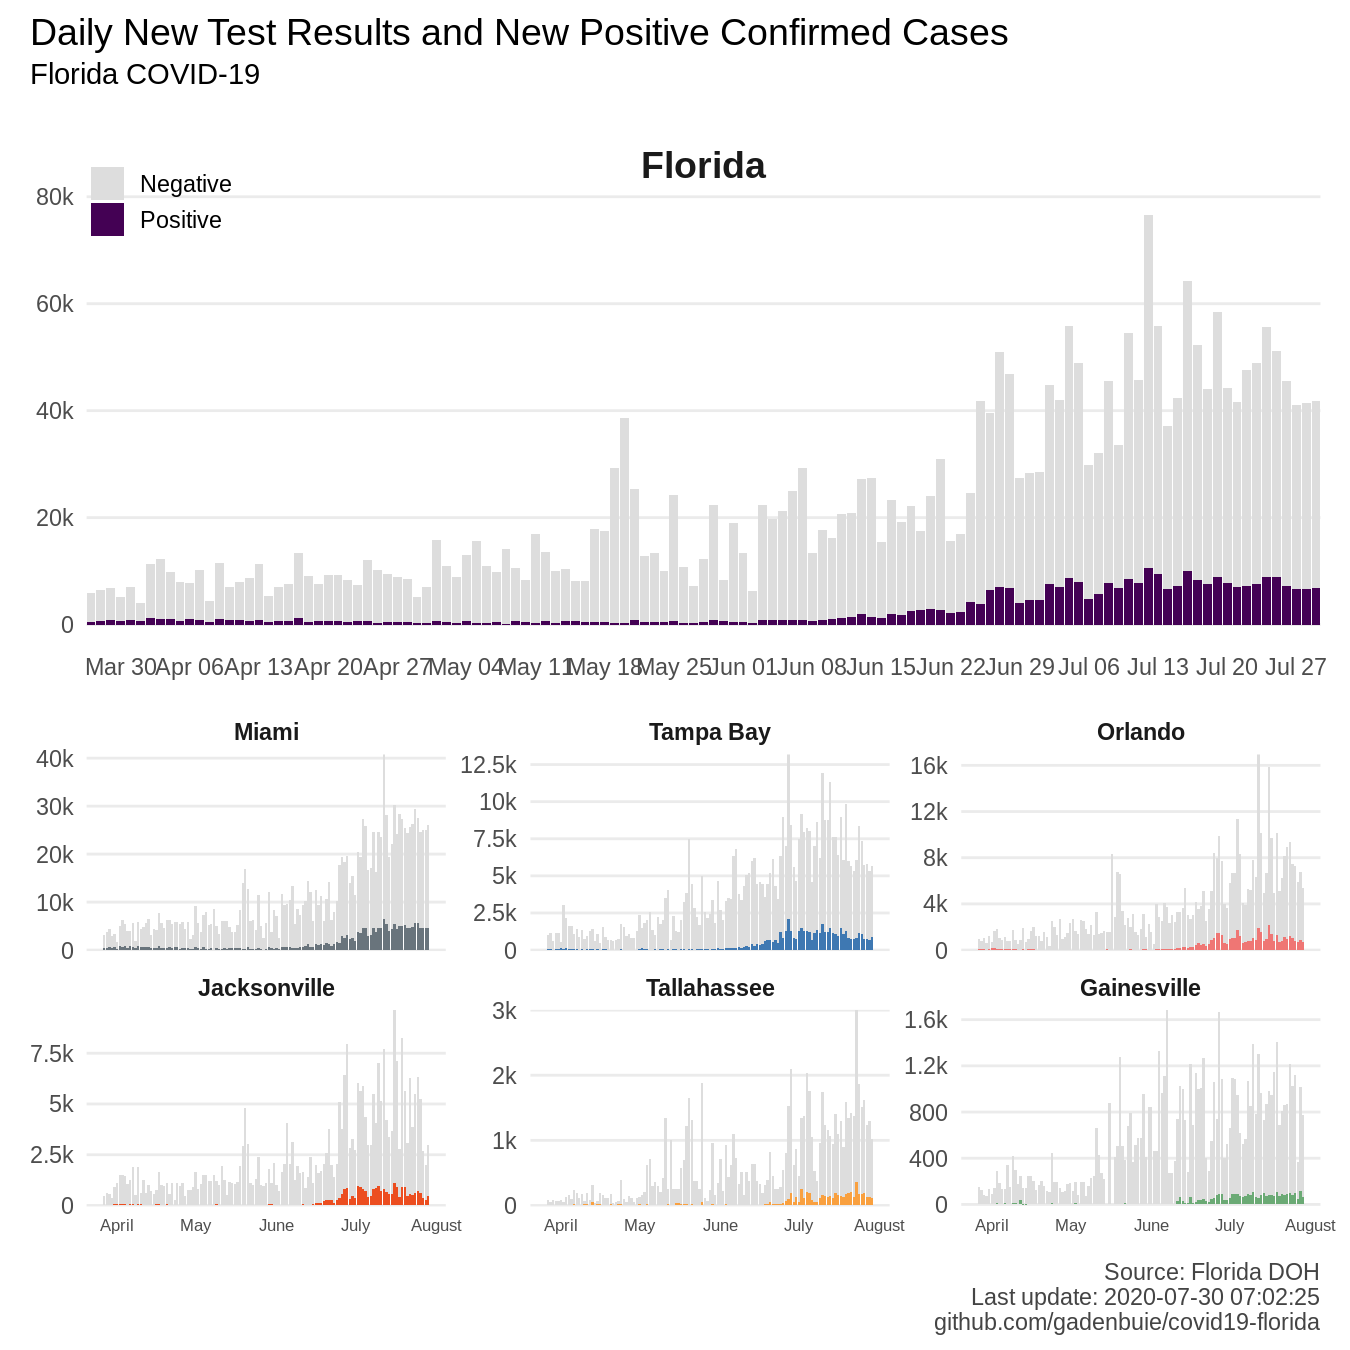 Daily New Test Results and New Positive Confirmed Cases
Florida COVID-19
Florida
Negative
Positive
80k
60k
40k
20k
0
Mar 30 Apr 06 Apr 13 Apr 20 Apr 27 May 04 May 11 May 18 May 25 Jun 01 Jun 08 Jun 15 Jun 22 Jun 29 Jul 06 Jul 13 Jul 20 Jul 27
Miami
40k
30k
20k
10k
0
Tampa Bay
12.5k
10k
7.5k
5k
2.5k
0
Orlando
16k
12k
8k
4k
0
Jacksonville
7.5k
5k
2.5k
0
April May June July August
Tallahassee
3k
2k
1k
0
April May June July August
Gainesville
1.6k
1.2k
800
400
0
April May June July August
Source: Florida DOH
Last update: 2020-07-30 07:02:25
github.com/gadenbuie/covid19-florida